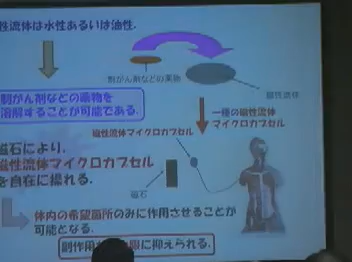 性流体は水性あるいは油性.
制がん剤などの薬物
磁性流体
制がん剤などの薬物を
溶解することが可能である.
一種の磁性流体
マイクロカプセル
磁性流体マイクロカプセル
磁石により,
磁性流体マイクロカプセル
を自在に操れる.
磁石
体内の希望箇所のみに作用させることが
可能となる.
副作用
に抑えられる.